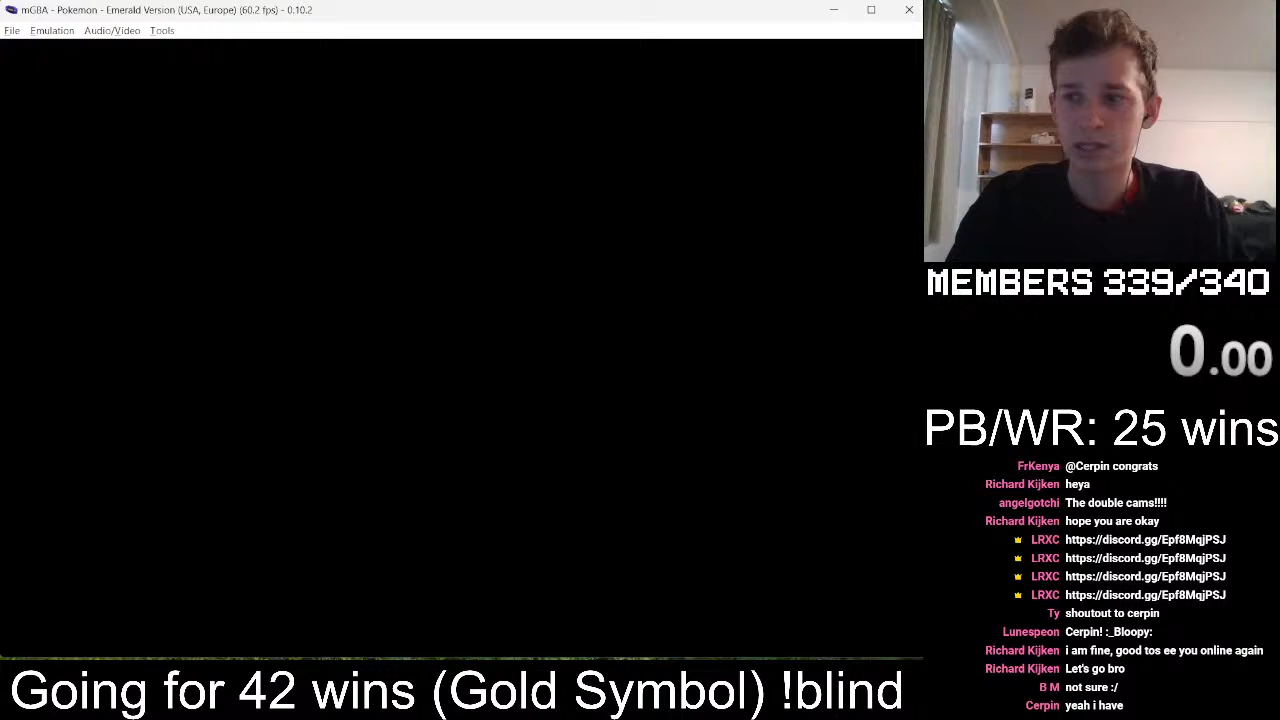 mGBA - Pokemon - Emerald Version (USA, Europe) (60.2 fps) - 0.10.2
File Emulation Audio/Video Tools
MEMBERS 339/340
0.00
PB/WR: 25 wins
FrKenya @Cerpin congrats
Richard Kijken heya
angelgotchi The double cams!!!!
Richard Kijken hope you are okay
LRXC https://discord.gg/Epf8MqjPSJ
LRXC https://discord.gg/Epf8MqjPSJ
LRXC https://discord.gg/Epf8MqjPSJ
LRXC https://discord.gg/Epf8MqjPSJ
Ty shoutout to cerpin
Lunespeon Cerpin! :_Bloopy:
Richard Kijken i am fine, good tos ee you online again
Richard Kijken Let's go bro
B M not sure :/
Cerpin yeah i have
Going for 42 wins (Gold Symbol) !blind